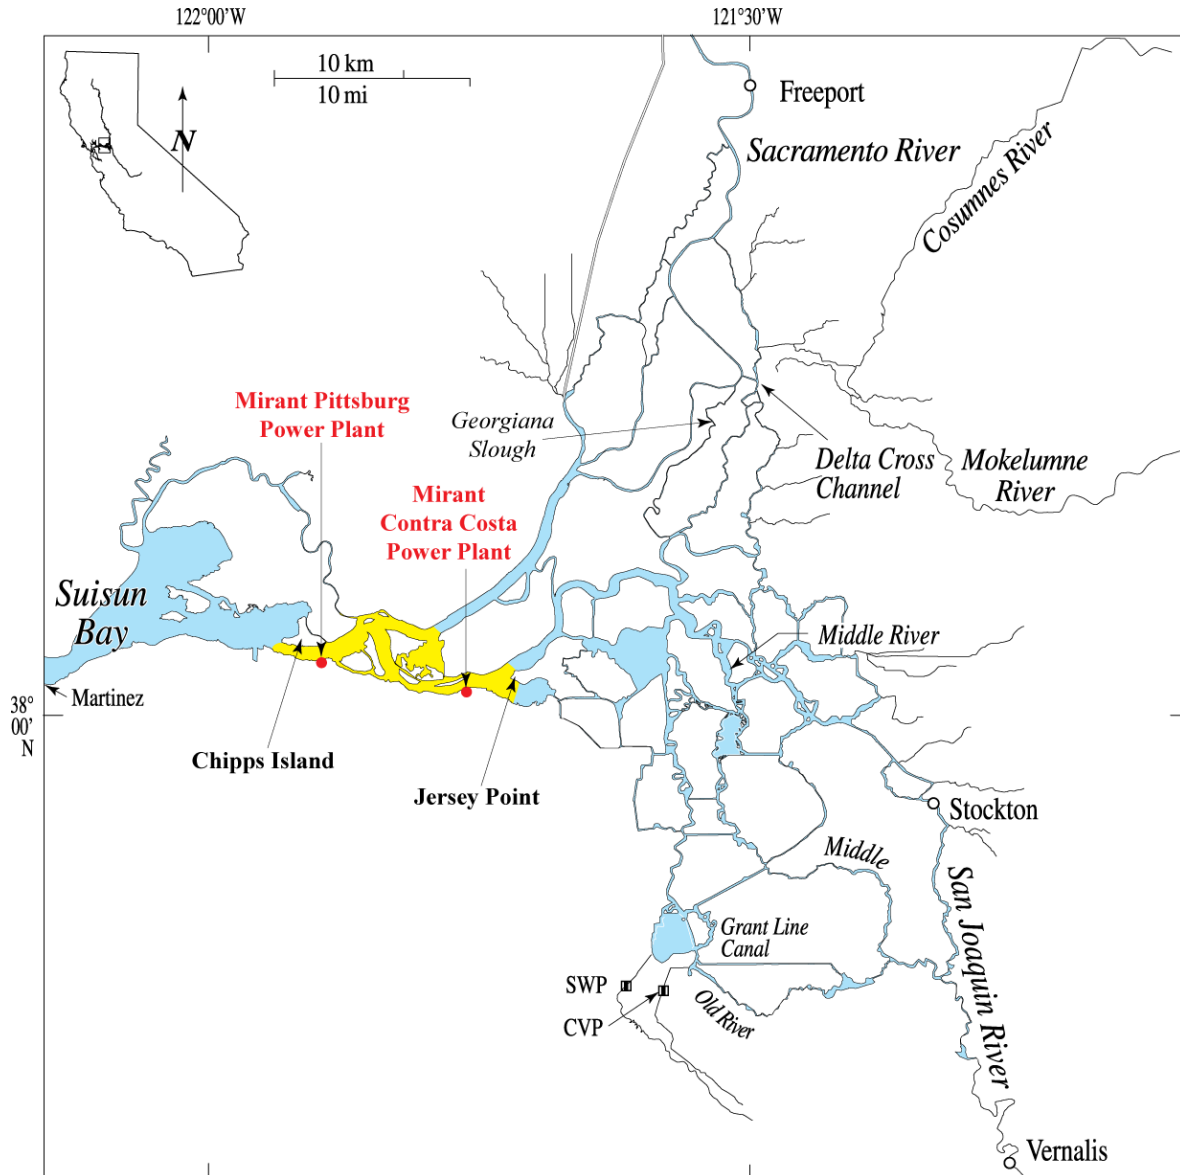 122°00'W
121°30'W
10 km
10 mi
N
Freeport
Sacramento River
Cosumnes River
Mirant Pittsburg
Power Plant
Georgiana
Slough
Delta Cross
Channel
Mokelumne
River
Mirant
Contra Costa
Power Plant
Suisun
Bay
Middle River
Martinez
38°
00'
N
Chipps Island
Jersey Point
Stockton
Middle
San Joaquin River
Grant Line
Canal
SWP
CVP
Old River
Vernalis